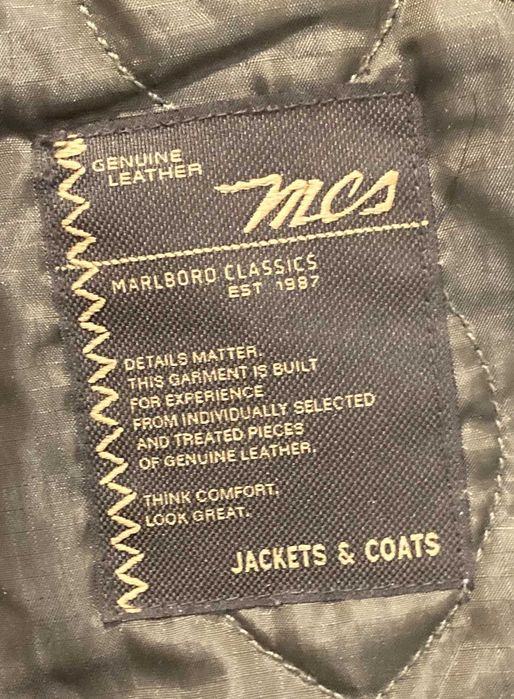 GENUINE
LEATHER
mcs
MARLBORO CLASSICS
EST 1987
DETAILS MATTER.
THIS GARMENT IS BUILT
FOR EXPERIENCE
FROM INDIVIDUALLY SELECTED
AND TREATED PIECES
OF GENUINE LEATHER.
THINK COMFORT.
LOOK GREAT.
JACKETS & COATS